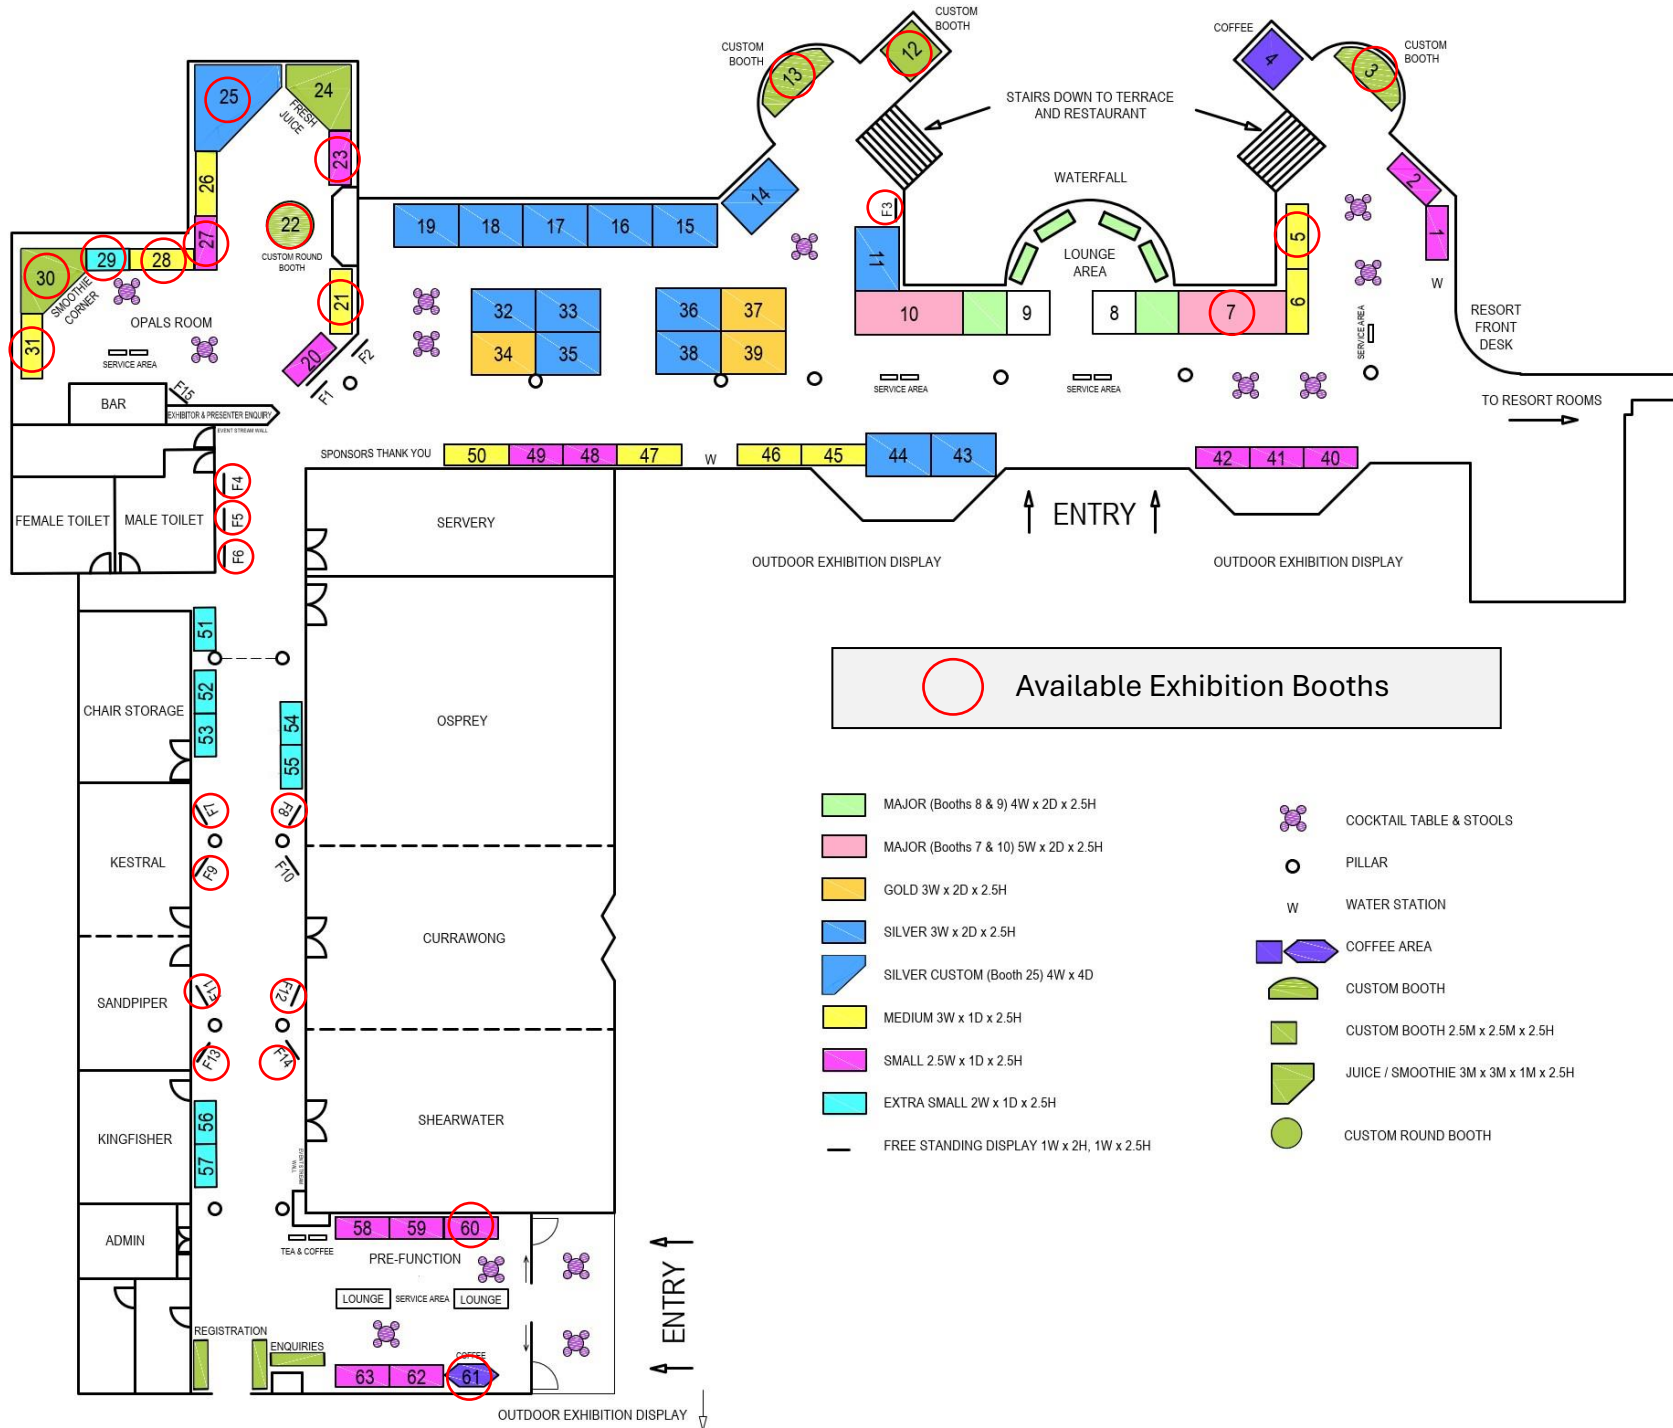 CUSTOM
BOOTH
12
CUSTOM
BOOTH
13
COFFEE
4
CUSTOM
BOOTH
3
25
24
FRESH
JUICE
23
STAIRS DOWN TO TERRACE
AND RESTAURANT
26
27
22
CUSTOM ROUND
BOOTH
19
18
17
16
15
14
F3
WATERFALL
LOUNGE
AREA
5
6
2
1
W
30
29
28
SMOOTHIE
CORNER
31
OPALS ROOM
SERVICE AREA
21
20
F1
F2
32
33
34
35
36
37
38
39
11
10
9
8
7
SERVICE AREA
SERVICE AREA
SERVICE AREA
RESORT
FRONT
DESK
TO RESORT ROOMS
BAR
F15
EXHIBITOR & PRESENTER ENQUIRY
EVENT STREAM WALL
SPONSORS THANK YOU
50
49
48
47
W
46
45
44
43
42
41
40
FEMALE TOILET
MALE TOILET
F4
F5
F6
SERVERY
ENTRY
OUTDOOR EXHIBITION DISPLAY
OUTDOOR EXHIBITION DISPLAY
51
52
53
54
55
CHAIR STORAGE
OSPREY
Available Exhibition Booths
F7
F8
KESTRAL
F9
F10
CURRAWONG
SANDPIPER
F11
F12
F13
F14
KINGFISHER
56
57
SHEARWATER
EVENT STREAM
WALL
ADMIN
TEA & COFFEE
58
59
60
PRE-FUNCTION
LOUNGE
SERVICE AREA
LOUNGE
ENTRY
REGISTRATION
ENQUIRIES
COFFEE
63
62
61
OUTDOOR EXHIBITION DISPLAY
MAJOR (Booths 8 & 9) 4W x 2D x 2.5H
MAJOR (Booths 7 & 10) 5W x 2D x 2.5H
GOLD 3W x 2D x 2.5H
SILVER 3W x 2D x 2.5H
SILVER CUSTOM (Booth 25) 4W x 4D
MEDIUM 3W x 1D x 2.5H
SMALL 2.5W x 1D x 2.5H
EXTRA SMALL 2W x 1D x 2.5H
FREE STANDING DISPLAY 1W x 2H, 1W x 2.5H
COCKTAIL TABLE & STOOLS
PILLAR
W
WATER STATION
COFFEE AREA
CUSTOM BOOTH
CUSTOM BOOTH 2.5M x 2.5M x 2.5H
JUICE / SMOOTHIE 3M x 3M x 1M x 2.5H
CUSTOM ROUND BOOTH